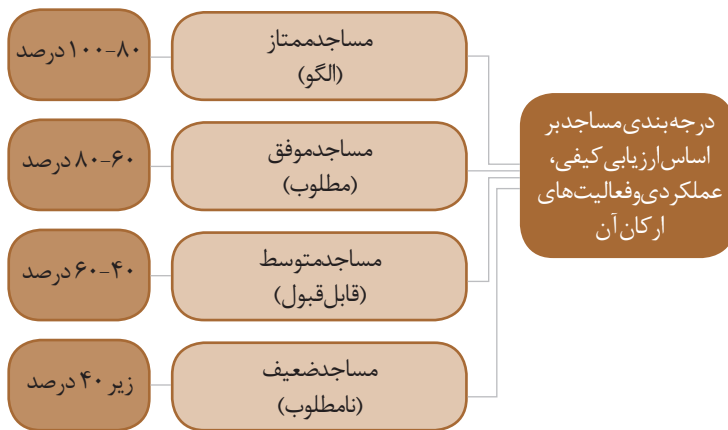 درجه‌بندی مساجد بر
اساس ارزیابی کیفی،
عملکردی و فعالیت‌های
ارکان آن
مساجد ممتاز
(الگو)
۸۰-۱۰۰ درصد
مساجد موفق
(مطلوب)
۶۰-۸۰ درصد
مساجد متوسط
(قابل قبول)
۴۰-۶۰ درصد
مساجد ضعیف
(نامطلوب)
زیر ۴۰ درصد